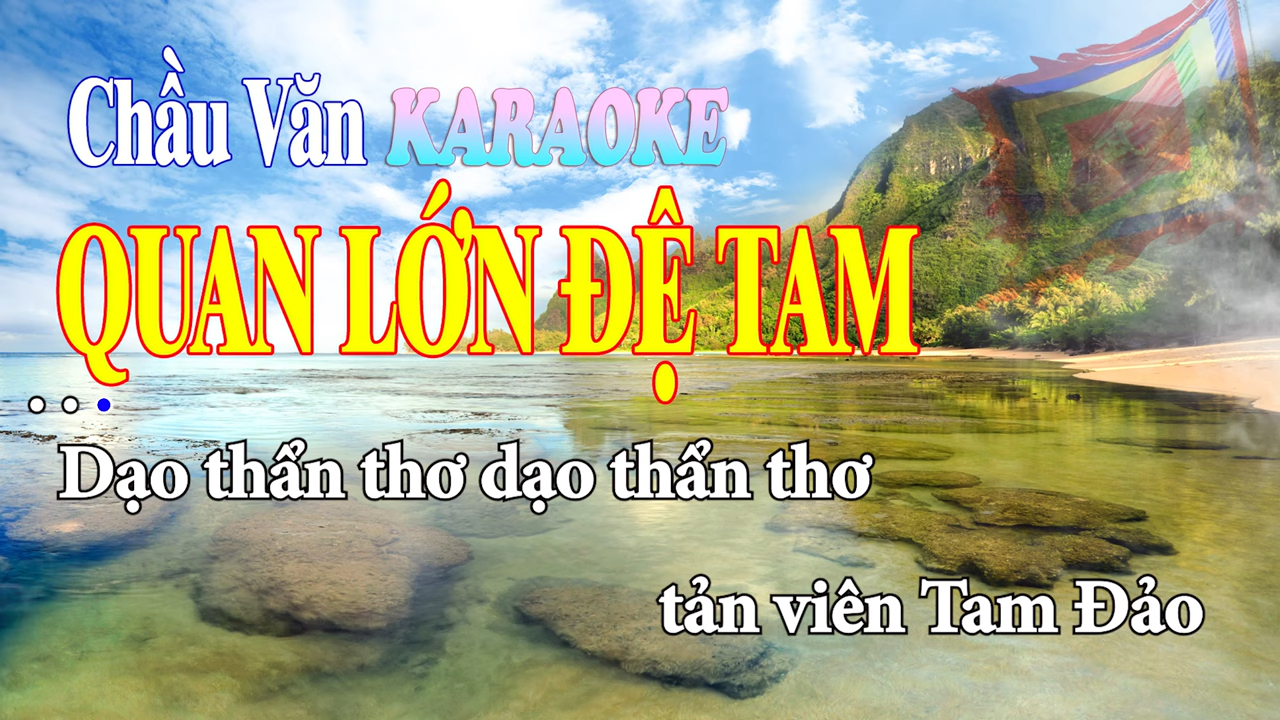 Chầu Văn KARAOKE
QUAN LỚN ĐỆ TAM
Dạo thẩn thơ dạo thẩn thơ
tản viên Tam Đảo